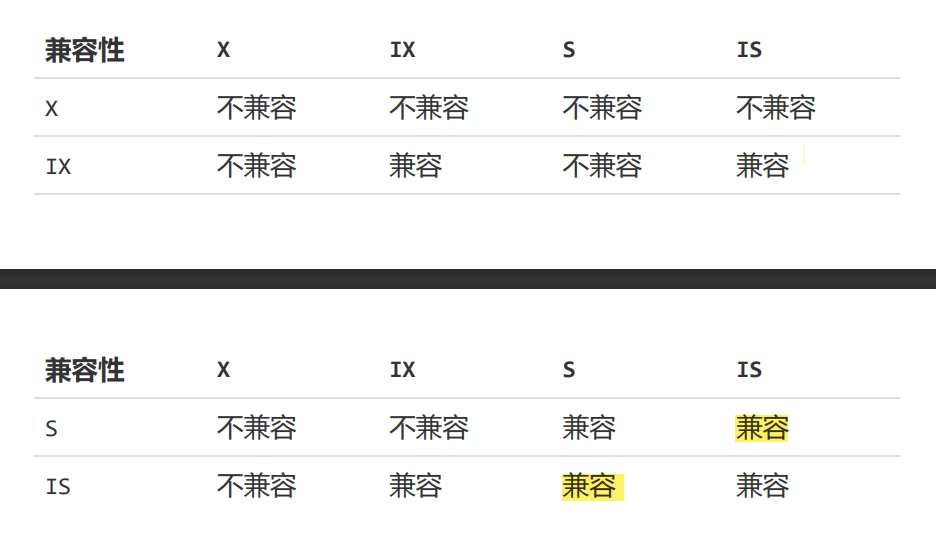 兼容性 X IX S IS
X 不兼容 不兼容 不兼容 不兼容
IX 不兼容 兼容 不兼容 兼容
兼容性 X IX S IS
S 不兼容 不兼容 兼容 兼容
IS 不兼容 兼容 兼容 兼容